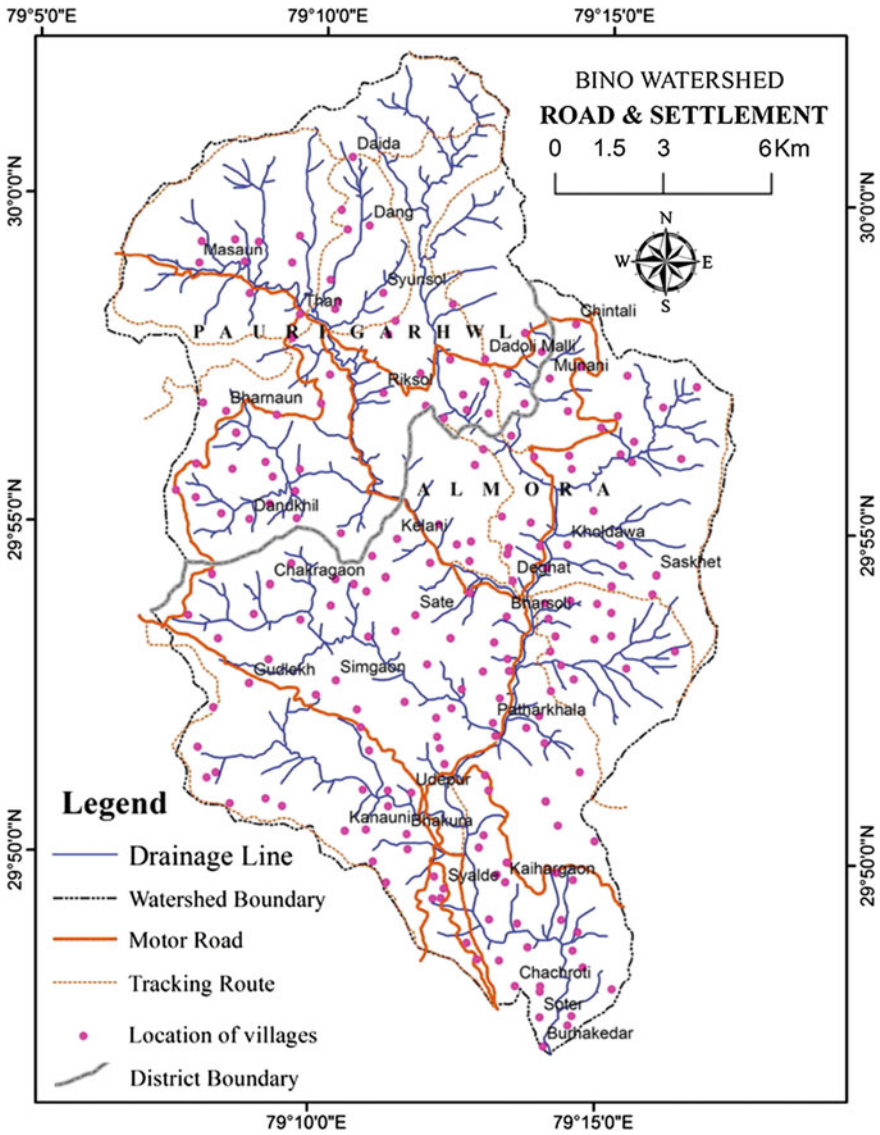 79°5'0"E
79°10'0"E
79°15'0"E
BINO WATERSHED
ROAD & SETTLEMENT
0 1.5 3 6Km
N
W E
S
30°0'0"N
30°0'0"N
Daida
Dang
Masaun
Syunsol
Than
Chintali
PAURI GARHWL
Dadoli Malli
Munani
Riksol
Bharnaun
ALMORA
Dandkhil
Kelani
Kholdawa
29°55'0"N
29°55'0"N
Chakragaon
Deghat
Saskhet
Sate
Bharsoli
Gudlekh
Simgaon
Patharkhala
Udepur
Kanauni
Bhakura
29°50'0"N
29°50'0"N
Syalde
Kaihargaon
Chachroti
Soter
Burhakedar
Legend
Drainage Line
Watershed Boundary
Motor Road
Tracking Route
Location of villages
District Boundary
79°10'0"E
79°15'0"E